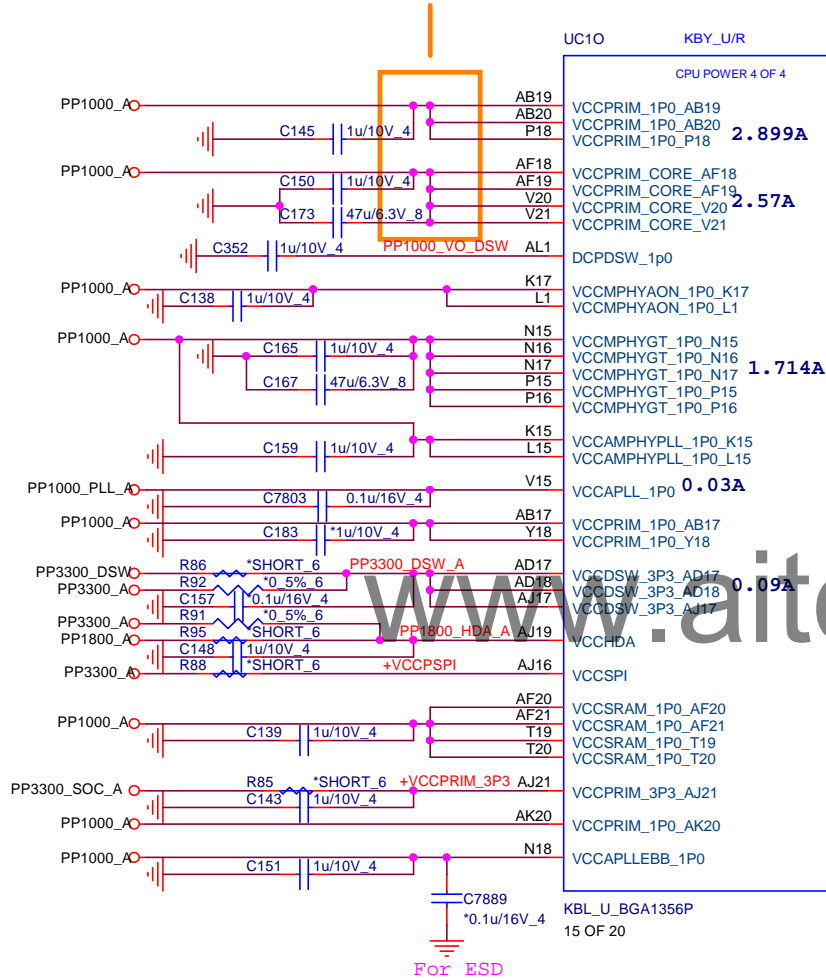 UC1O KBY_U/R
CPU POWER 4 OF 4
PP1000_A AB19 VCCPRIM_1P0_AB19
AB20 VCCPRIM_1P0_AB20
C145 1u/10V_4 P18 VCCPRIM_1P0_P18 2.899A
PP1000_A AF18 VCCPRIM_CORE_AF18
C150 1u/10V_4 AF19 VCCPRIM_CORE_AF19
V20 VCCPRIM_CORE_V20 2.57A
C173 47u/6.3V_8 V21 VCCPRIM_CORE_V21
C352 1u/10V_4 PP1000_VO_DSW AL1 DCPDSW_1p0
PP1000_A K17 VCCMPHYAON_1P0_K17
C138 1u/10V_4 L1 VCCMPHYAON_1P0_L1
PP1000_A N15 VCCMPHYGT_1P0_N15
C165 1u/10V_4 N16 VCCMPHYGT_1P0_N16
N17 VCCMPHYGT_1P0_N17 1.714A
C167 47u/6.3V_8 P15 VCCMPHYGT_1P0_P15
P16 VCCMPHYGT_1P0_P16
K15 VCCAMPHYPLL_1P0_K15
C159 1u/10V_4 L15 VCCAMPHYPLL_1P0_L15
PP1000_PLL_A V15 VCCAPLL_1P0 0.03A
C7803 0.1u/16V_4
PP1000_A AB17 VCCPRIM_1P0_AB17
C183 *1u/10V_4 Y18 VCCPRIM_1P0_Y18
PP3300_DSW R86 *SHORT_6 PP3300_DSW_A AD17 VCCDSW_3P3_AD17
PP3300_A R92 *0_5%_6 AD18 VCCDSW_3P3_AD18 0.09A
C157 0.1u/16V_4 AJ17 VCCDSW_3P3_AJ17
PP3300_A R91 *0_5%_6
PP1800_A R95 *SHORT_6 PP1800_HDA_A AJ19 VCCHDA
C148 1u/10V_4
PP3300_A R88 *SHORT_6 +VCCPSPI AJ16 VCCSPI
AF20 VCCSRAM_1P0_AF20
PP1000_A AF21 VCCSRAM_1P0_AF21
C139 1u/10V_4 T19 VCCSRAM_1P0_T19
T20 VCCSRAM_1P0_T20
PP3300_SOC_A R85 *SHORT_6 +VCCPRIM_3P3 AJ21 VCCPRIM_3P3_AJ21
C143 1u/10V_4
PP1000_A AK20 VCCPRIM_1P0_AK20
PP1000_A N18 VCCAPLLEBB_1P0
C151 1u/10V_4
C7889
*0.1u/16V_4
For ESD
KBL_U_BGA1356P
15 OF 20
www.aite